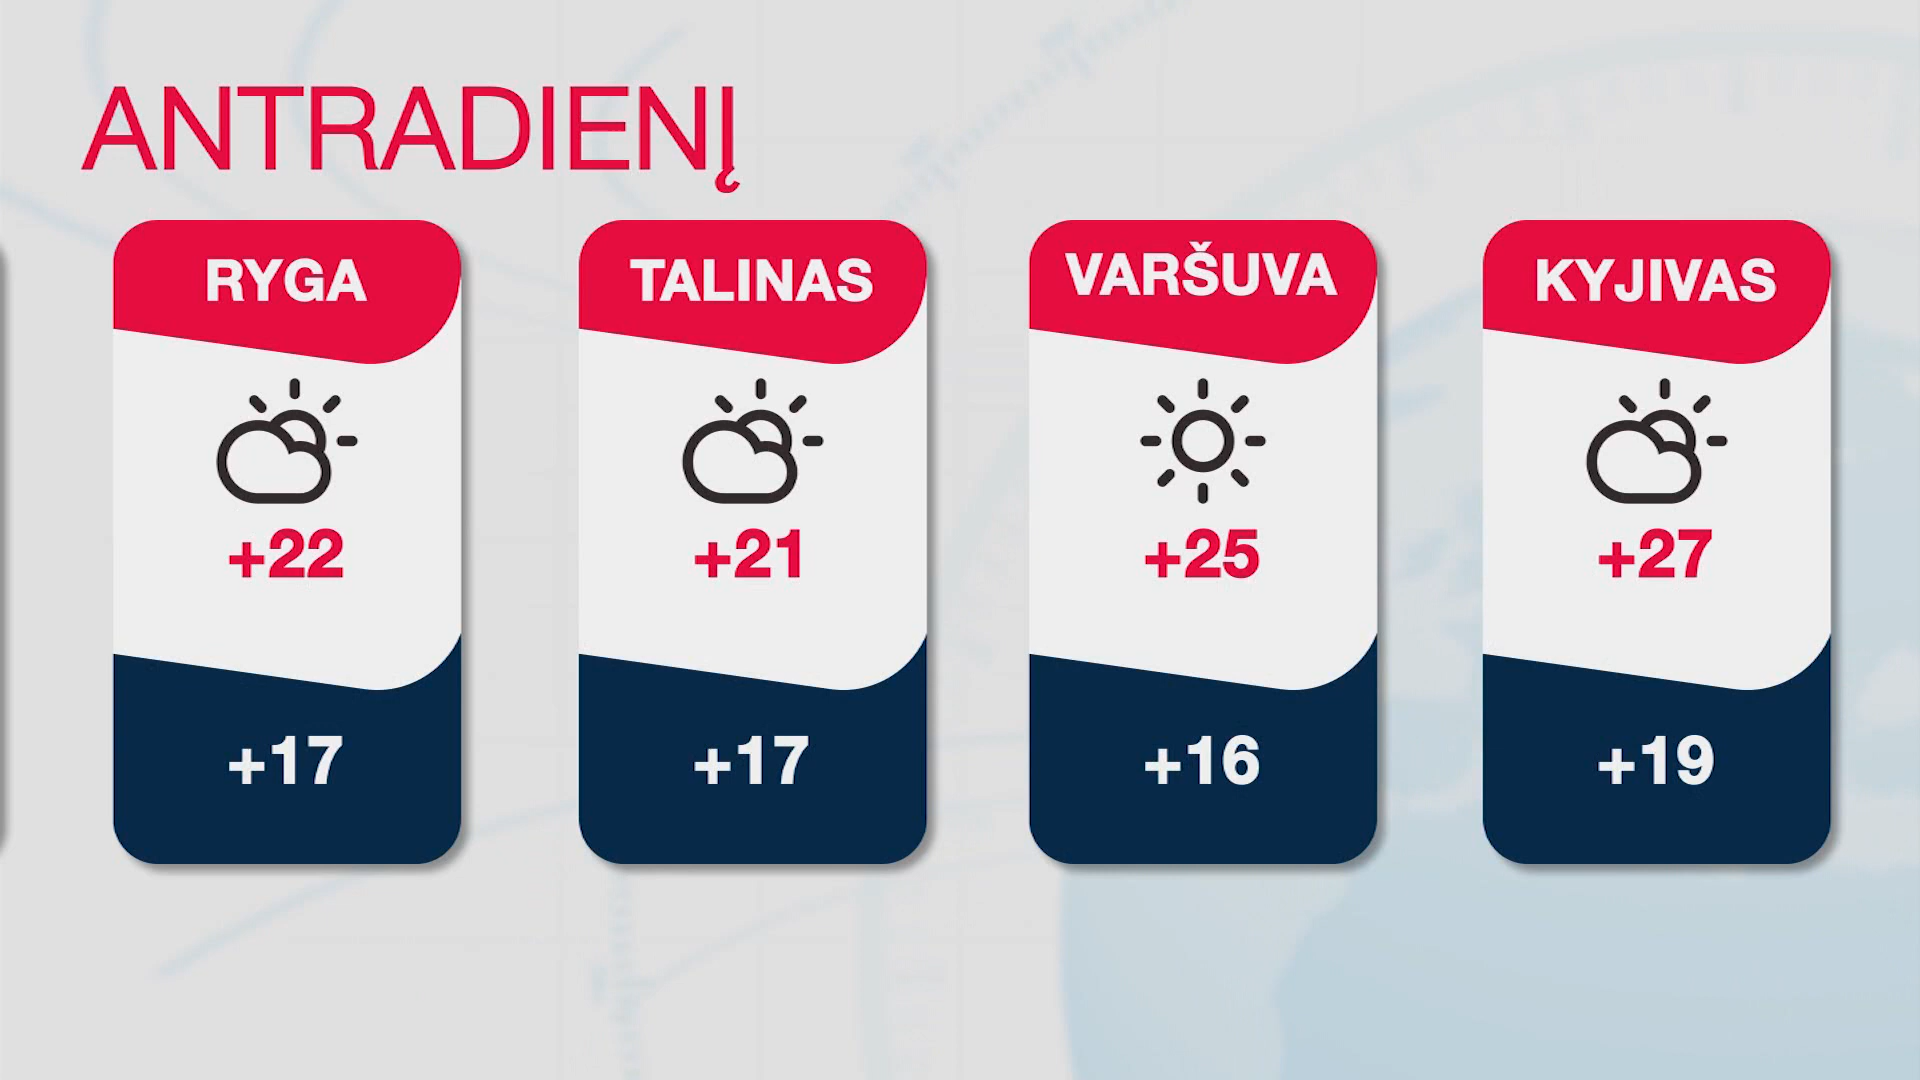 ANTRADIENĮ
RYGA
+22
+17
TALINAS
+21
+17
VARŠUVA
+25
+16
KYJIVAS
+27
+19